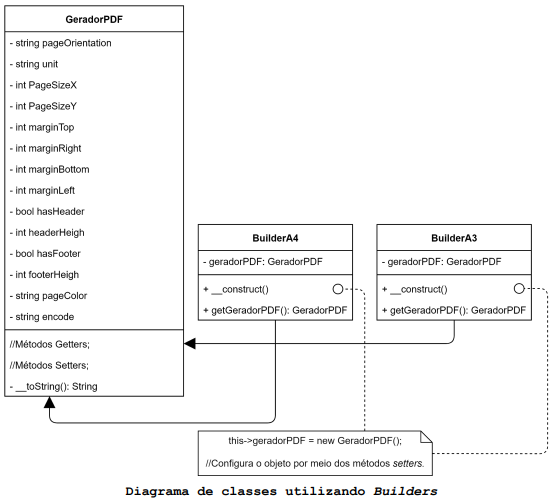 GeradorPDF
- string pageOrientation
- string unit
- int PageSizeX
- int PageSizeY
- int marginTop
- int marginRight
- int marginBottom
- int marginLeft
- bool hasHeader
- int headerHeigh
- bool hasFooter
- int footerHeigh
- string pageColor
- string encode
//Métodos Getters;
//Métodos Setters;
- __toString(): String
BuilderA4
- geradorPDF: GeradorPDF
+ __construct()
+ getGeradorPDF(): GeradorPDF
BuilderA3
- geradorPDF: GeradorPDF
+ __construct()
+ getGeradorPDF(): GeradorPDF
this->geradorPDF = new GeradorPDF();
//Configura o objeto por meio dos métodos setters.
Diagrama de classes utilizando Builders